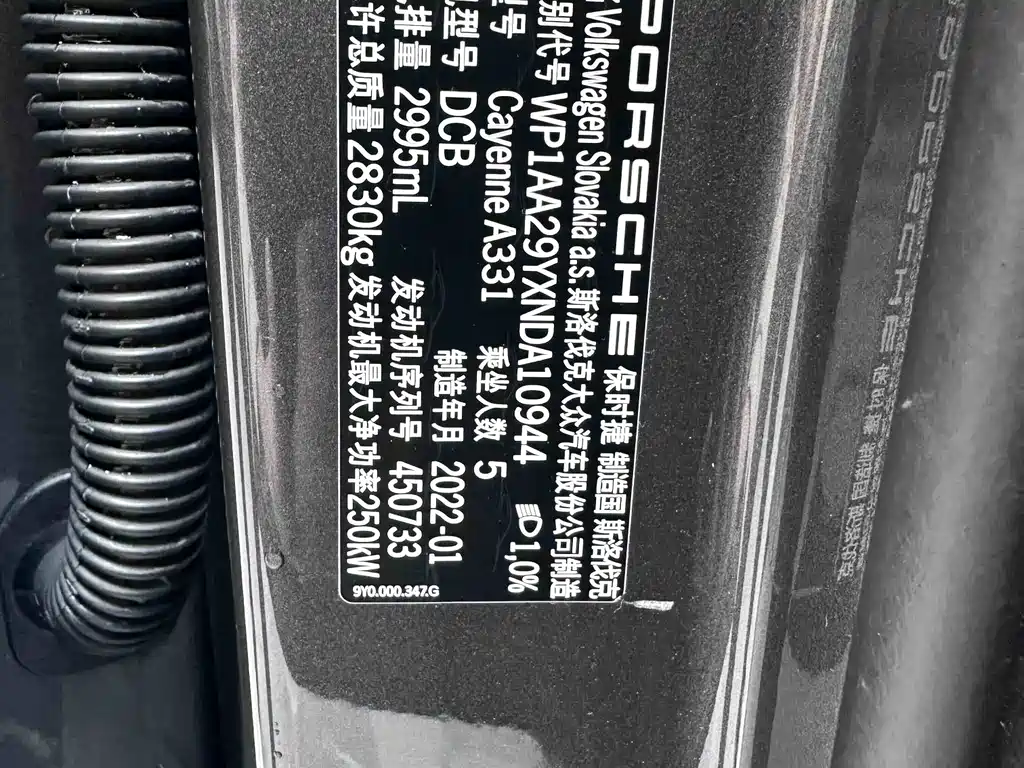 PORSCHE 保时捷 制造国 斯洛伐克
Volkswagen Slovakia a.s.斯洛伐克大众汽车股份公司制造
别代号 WP1AA29YXNDA10944 1,0%
型号 Cayenne A331 乘坐人数 5
型号 DCB 制造年月 2022-01
排量 2995mL 发动机序列号 450733
许总质量 2830kg 发动机最大净功率250kW
9Y0.000.347.G